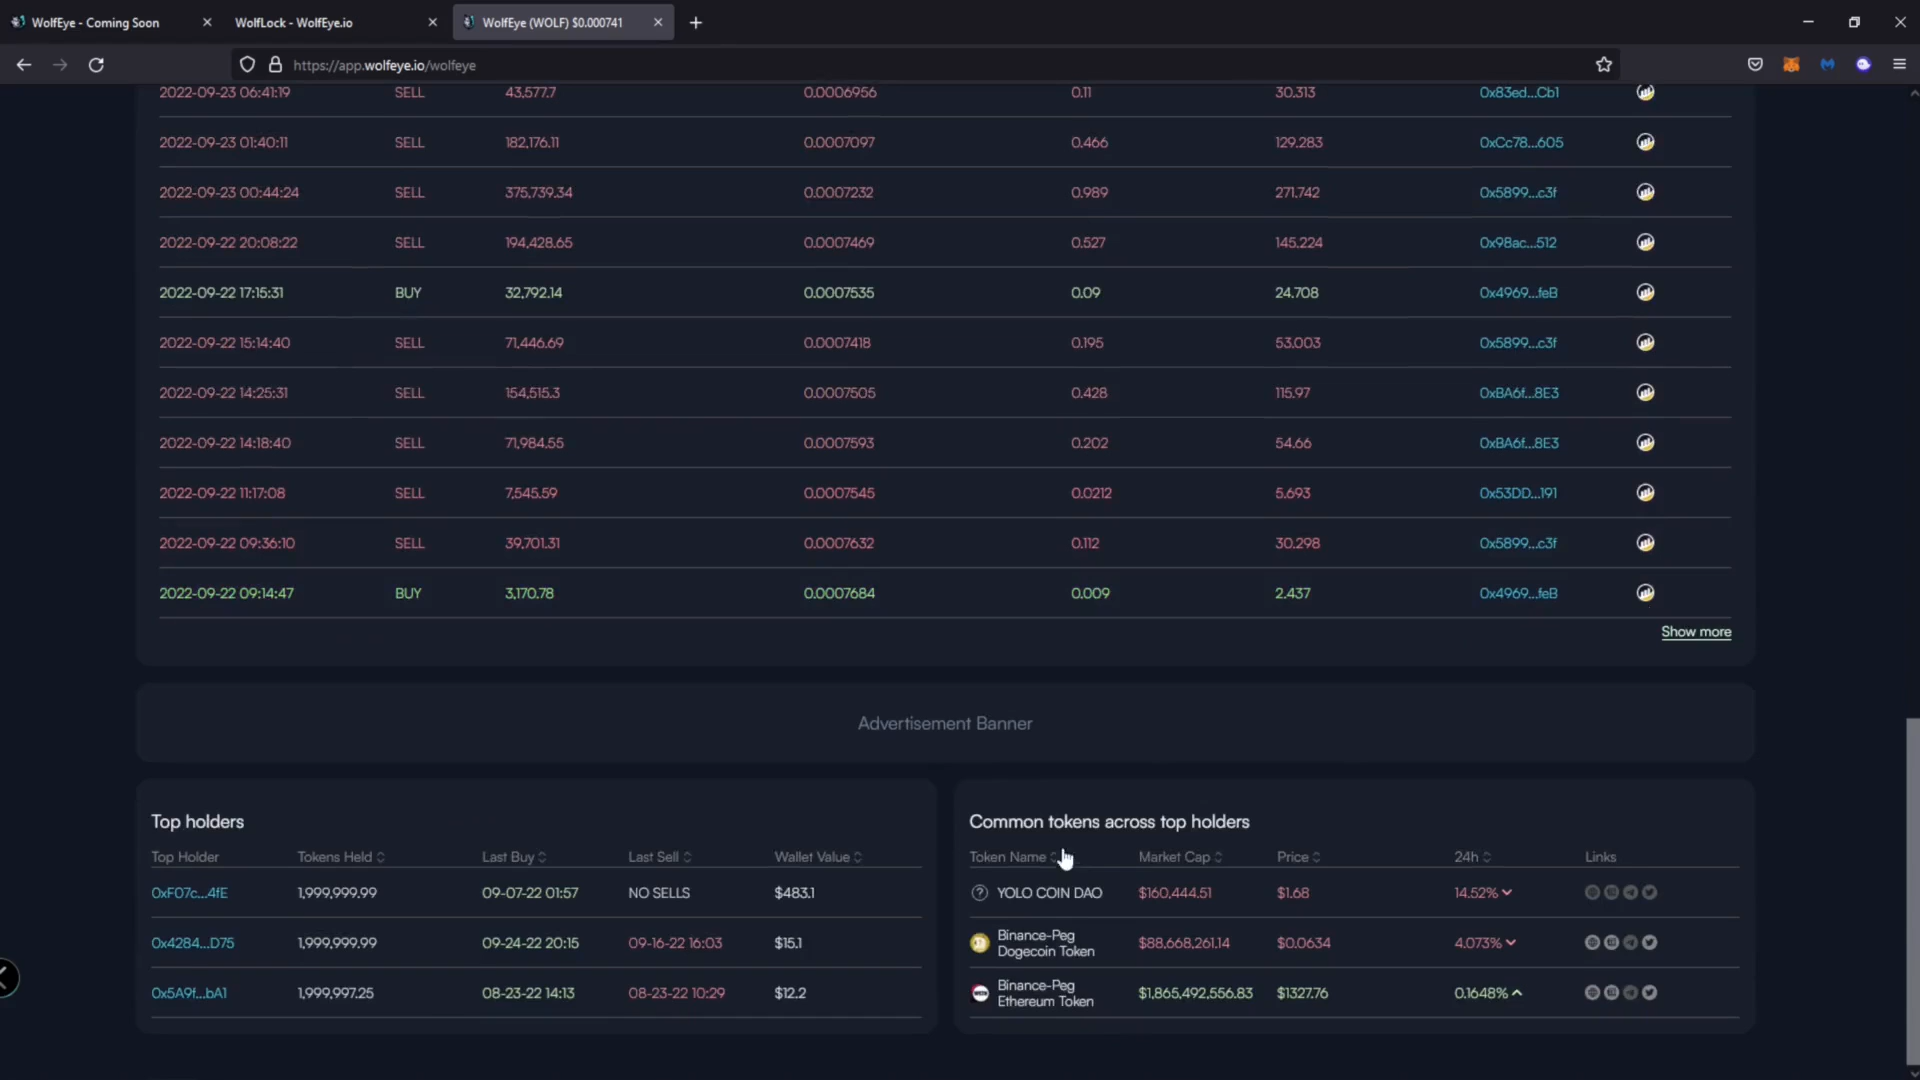 WolfEye - Coming Soon
WolfLock - WolfEye.io
WolfEye (WOLF) $0.000741
https://app.wolfeye.io/wolfeye
2022-09-23 06:41:19 SELL 43,577.7 0.0006956 0.11 30.313 0x83ed...Cb1
2022-09-23 01:40:11 SELL 182,176.11 0.0007097 0.466 129.283 0xCc78...605
2022-09-23 00:44:24 SELL 375,739.34 0.0007232 0.989 271.742 0x5899...c3f
2022-09-22 20:08:22 SELL 194,428.65 0.0007469 0.527 145.224 0x98ac...512
2022-09-22 17:15:31 BUY 32,792.14 0.0007535 0.09 24.708 0x4969...feB
2022-09-22 15:14:40 SELL 71,446.69 0.0007418 0.195 53.003 0x5899...c3f
2022-09-22 14:25:31 SELL 154,515.3 0.0007505 0.428 115.97 0xBA6f...8E3
2022-09-22 14:18:40 SELL 71,984.55 0.0007593 0.202 54.66 0xBA6f...8E3
2022-09-22 11:17:08 SELL 7,545.59 0.0007545 0.0212 5.693 0x53DD...191
2022-09-22 09:36:10 SELL 39,701.31 0.0007632 0.112 30.298 0x5899...c3f
2022-09-22 09:14:47 BUY 3,170.78 0.0007684 0.009 2.437 0x4969...feB
Show more
Advertisement Banner
Top holders
Top Holder Tokens Held Last Buy Last Sell Wallet Value
0xF07c...4fE 1,999,999.99 09-07-22 01:57 NO SELLS $483.1
0x4284...D75 1,999,999.99 09-24-22 20:15 09-16-22 16:03 $15.1
0x5A9f...bA1 1,999,997.25 08-23-22 14:13 08-23-22 10:29 $12.2
Common tokens across top holders
Token Name Market Cap Price 24h Links
YOLO COIN DAO $160,444.51 $1.68 14.52%
Binance-Peg
Dogecoin Token $88,668,261.14 $0.0634 4.073%
Binance-Peg
Ethereum Token $1,865,492,556.83 $1327.76 0.1648%